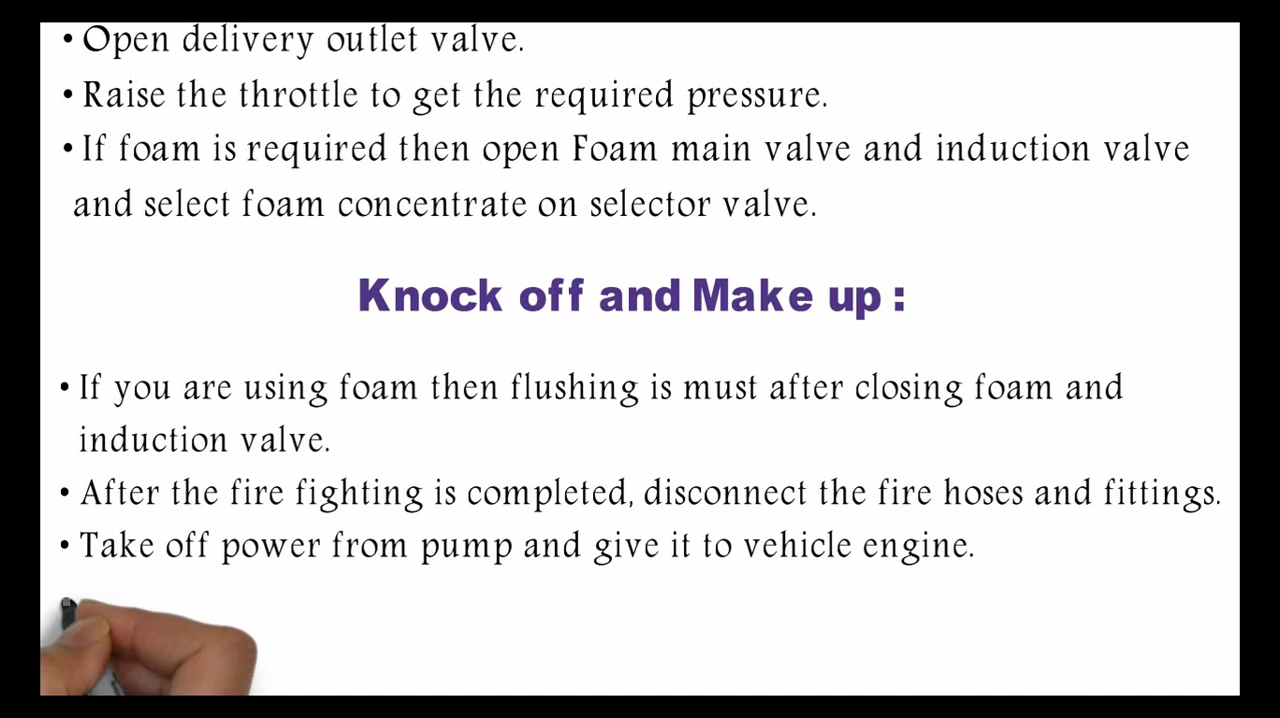 • Open delivery outlet valve.
• Raise the throttle to get the required pressure.
• If foam is required then open Foam main valve and induction valve
and select foam concentrate on selector valve.
Knock off and Make up :
• If you are using foam then flushing is must after closing foam and
induction valve.
• After the fire fighting is completed, disconnect the fire hoses and fittings.
• Take off power from pump and give it to vehicle engine.